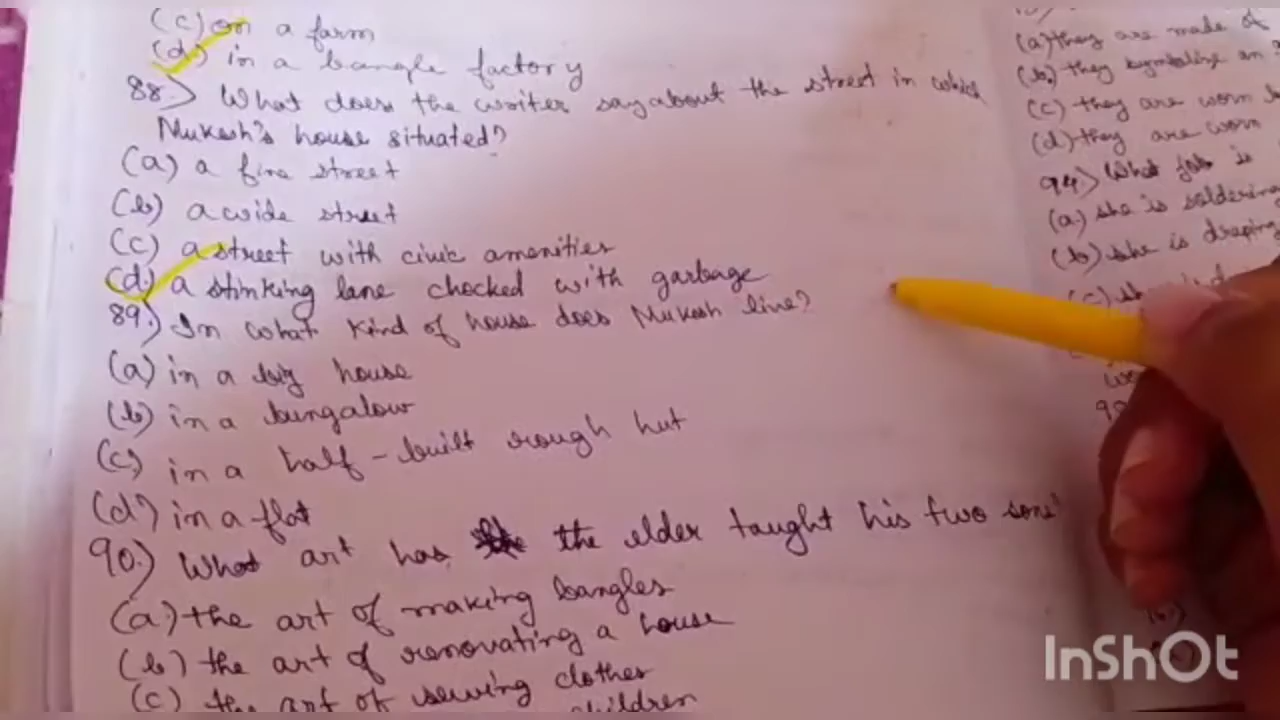 (c) on a farm
(d) in a bangle factory
88.) What does the writer say about the street in which
Mukesh's house situated?
(a) a fine street
(b) a wide street
(c) a street with civic amenities
(d) a stinking lane chocked with garbage
89.) In what kind of house does Mukesh live?
(a) in a big house
(b) in a bungalow
(c) in a half-built rough hut
(d) in a flat
90.) What art has the elder taught his two sons?
(a) the art of making bangles
(b) the art of renovating a house
(c) the art of sewing clothes
children
(a) they are made of
(b) they symbolize an
(c) they are worn
(d) they are worn
94.) What job is
(a) she is soldering
(b) she is draping
InShOt